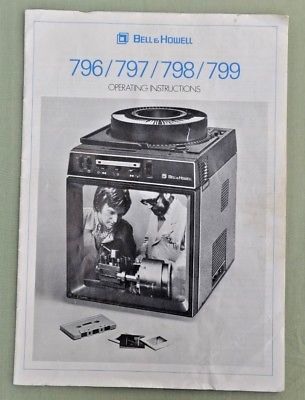 BELL & HOWELL
796/797/798/799
OPERATING INSTRUCTIONS
BELL & HOWELL